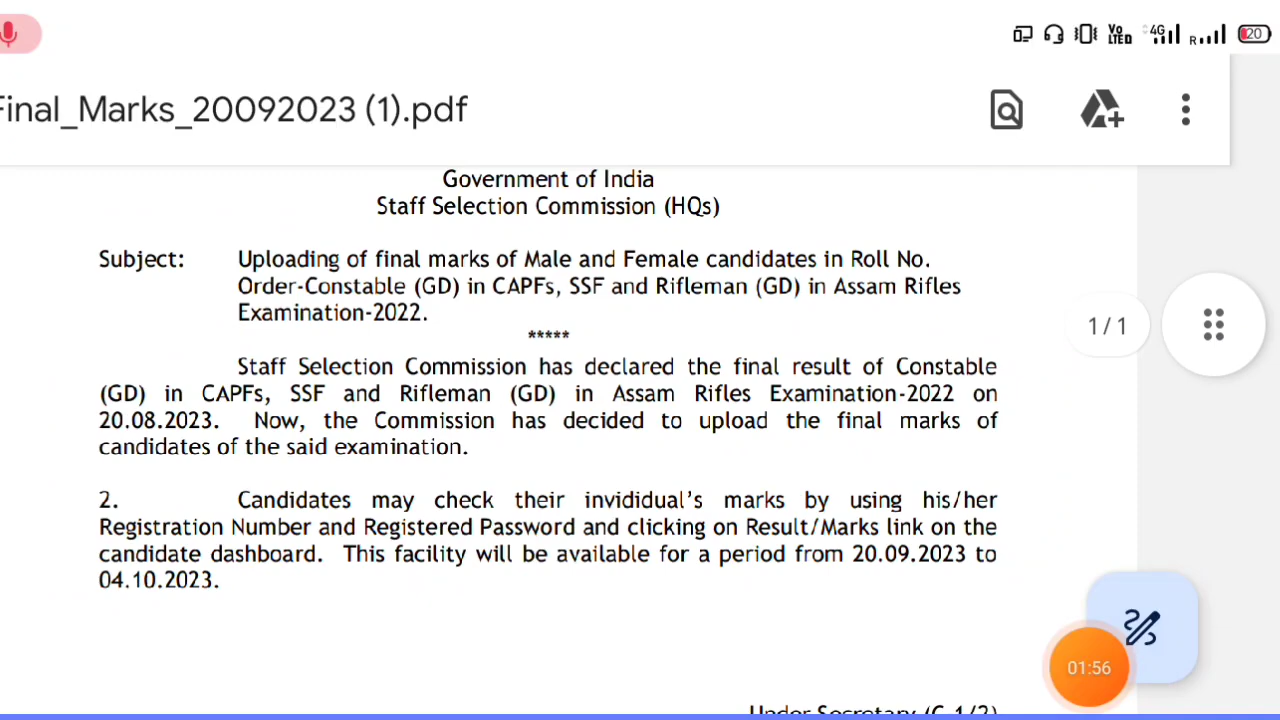 VoLTE 4G R 20
Final_Marks_20092023 (1).pdf
Government of India
Staff Selection Commission (HQs)
Subject: Uploading of final marks of Male and Female candidates in Roll No.
Order-Constable (GD) in CAPFs, SSF and Rifleman (GD) in Assam Rifles
Examination-2022.
*****
1/1
Staff Selection Commission has declared the final result of Constable
(GD) in CAPFs, SSF and Rifleman (GD) in Assam Rifles Examination-2022 on
20.08.2023. Now, the Commission has decided to upload the final marks of
candidates of the said examination.
2. Candidates may check their invididual's marks by using his/her
Registration Number and Registered Password and clicking on Result/Marks link on the
candidate dashboard. This facility will be available for a period from 20.09.2023 to
04.10.2023.
01:56
Under Secretary (C-1/2)